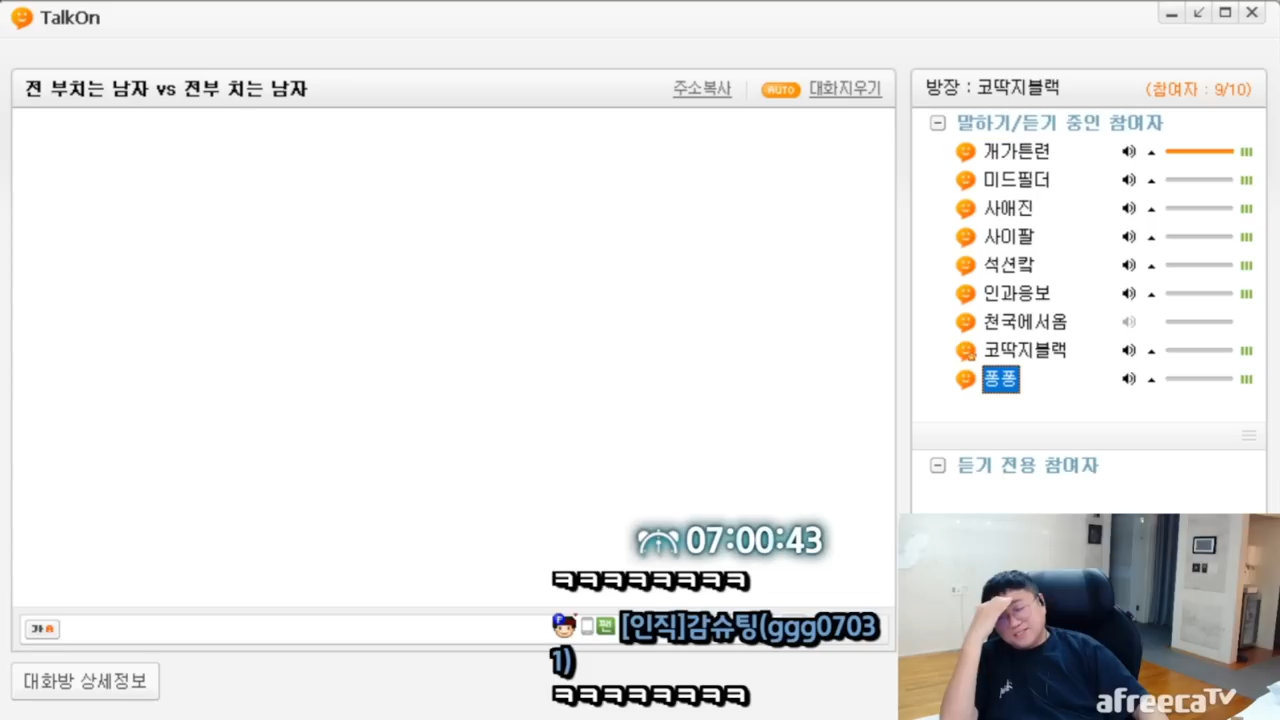 TalkOn
전 부치는 남자 vs 전부 치는 남자
주소복사
AUTO
대화지우기
방장 : 코딱지블랙
(참여자 : 9/10)
말하기/듣기 중인 참여자
개가튼련
미드필더
사애진
사이팔
석션캌
인과응보
천국에서옴
코딱지블랙
퐁퐁
듣기 전용 참여자
07:00:43
ㅋㅋㅋㅋㅋㅋㅋㅋ
가
팬
[인직]감슈팅(ggg0703
1)
ㅋㅋㅋㅋㅋㅋㅋㅋ
대화방 상세정보
afreecaTV